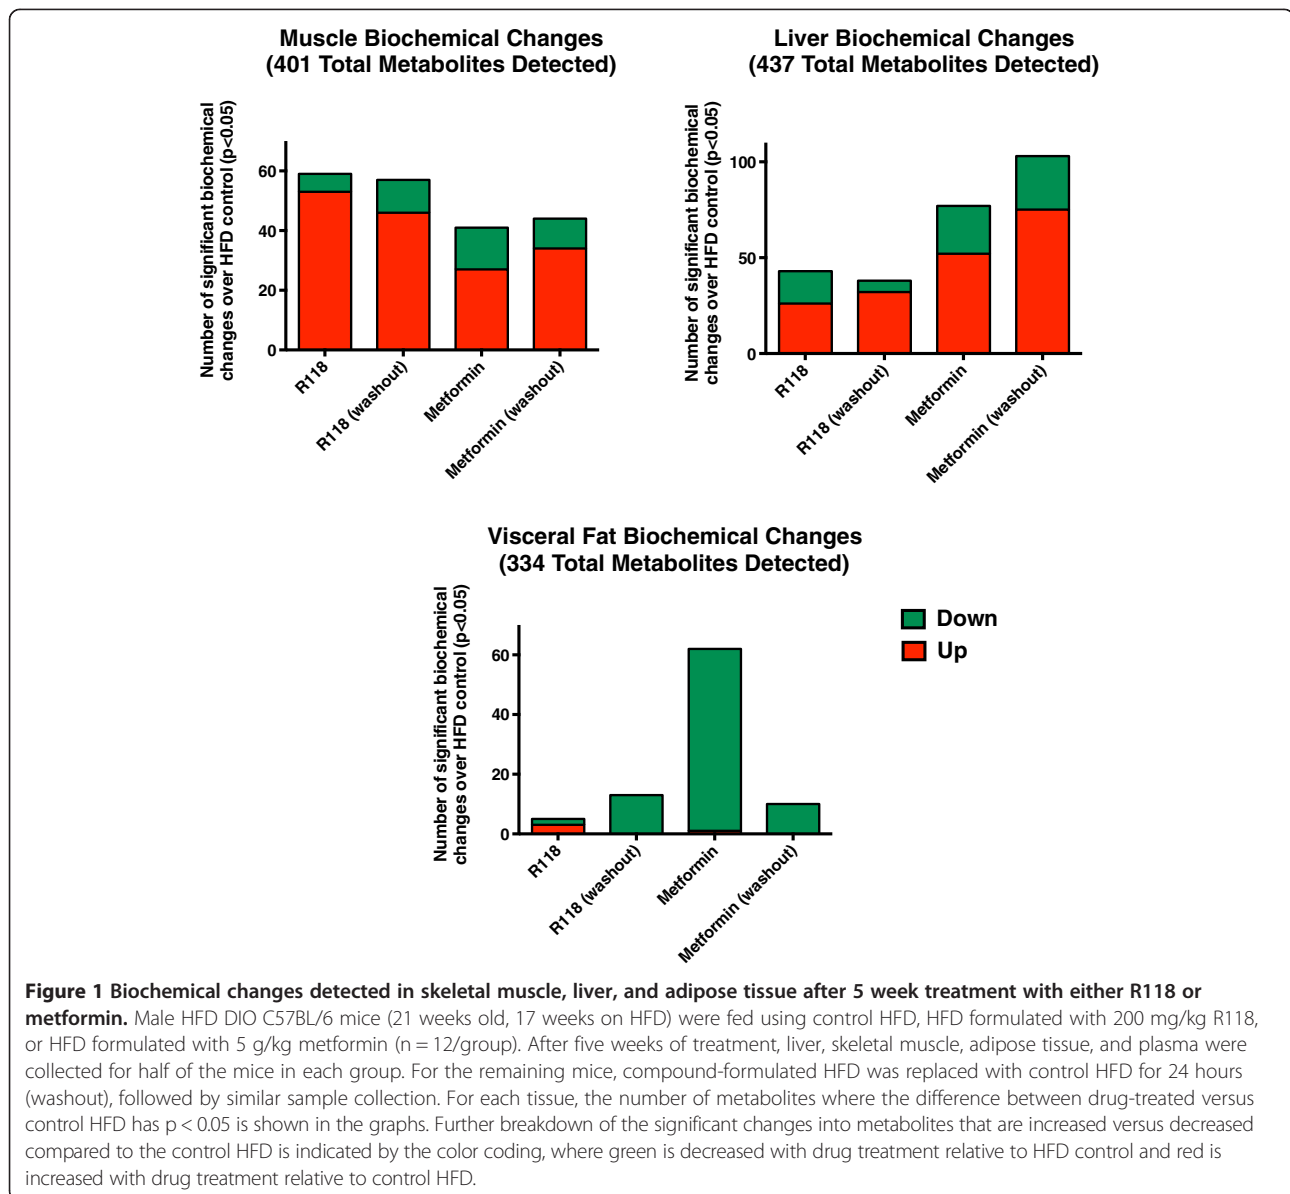 Muscle Biochemical Changes
(401 Total Metabolites Detected)
Number of significant biochemical
changes over HFD control (p<0.05)
60
40
20
0
R118
R118 (washout)
Metformin
Metformin (washout)
Liver Biochemical Changes
(437 Total Metabolites Detected)
Number of significant biochemical
changes over HFD control (p<0.05)
100
50
0
R118
R118 (washout)
Metformin
Metformin (washout)
Visceral Fat Biochemical Changes
(334 Total Metabolites Detected)
Number of significant biochemical
changes over HFD control (p<0.05)
60
40
20
0
R118
R118 (washout)
Metformin
Metformin (washout)
Down
Up
Figure 1 Biochemical changes detected in skeletal muscle, liver, and adipose tissue after 5 week treatment with either R118 or
metformin. Male HFD DIO C57BL/6 mice (21 weeks old, 17 weeks on HFD) were fed using control HFD, HFD formulated with 200 mg/kg R118,
or HFD formulated with 5 g/kg metformin (n = 12/group). After five weeks of treatment, liver, skeletal muscle, adipose tissue, and plasma were
collected for half of the mice in each group. For the remaining mice, compound-formulated HFD was replaced with control HFD for 24 hours
(washout), followed by similar sample collection. For each tissue, the number of metabolites where the difference between drug-treated versus
control HFD has p < 0.05 is shown in the graphs. Further breakdown of the significant changes into metabolites that are increased versus decreased
compared to the control HFD is indicated by the color coding, where green is decreased with drug treatment relative to HFD control and red is
increased with drug treatment relative to control HFD.